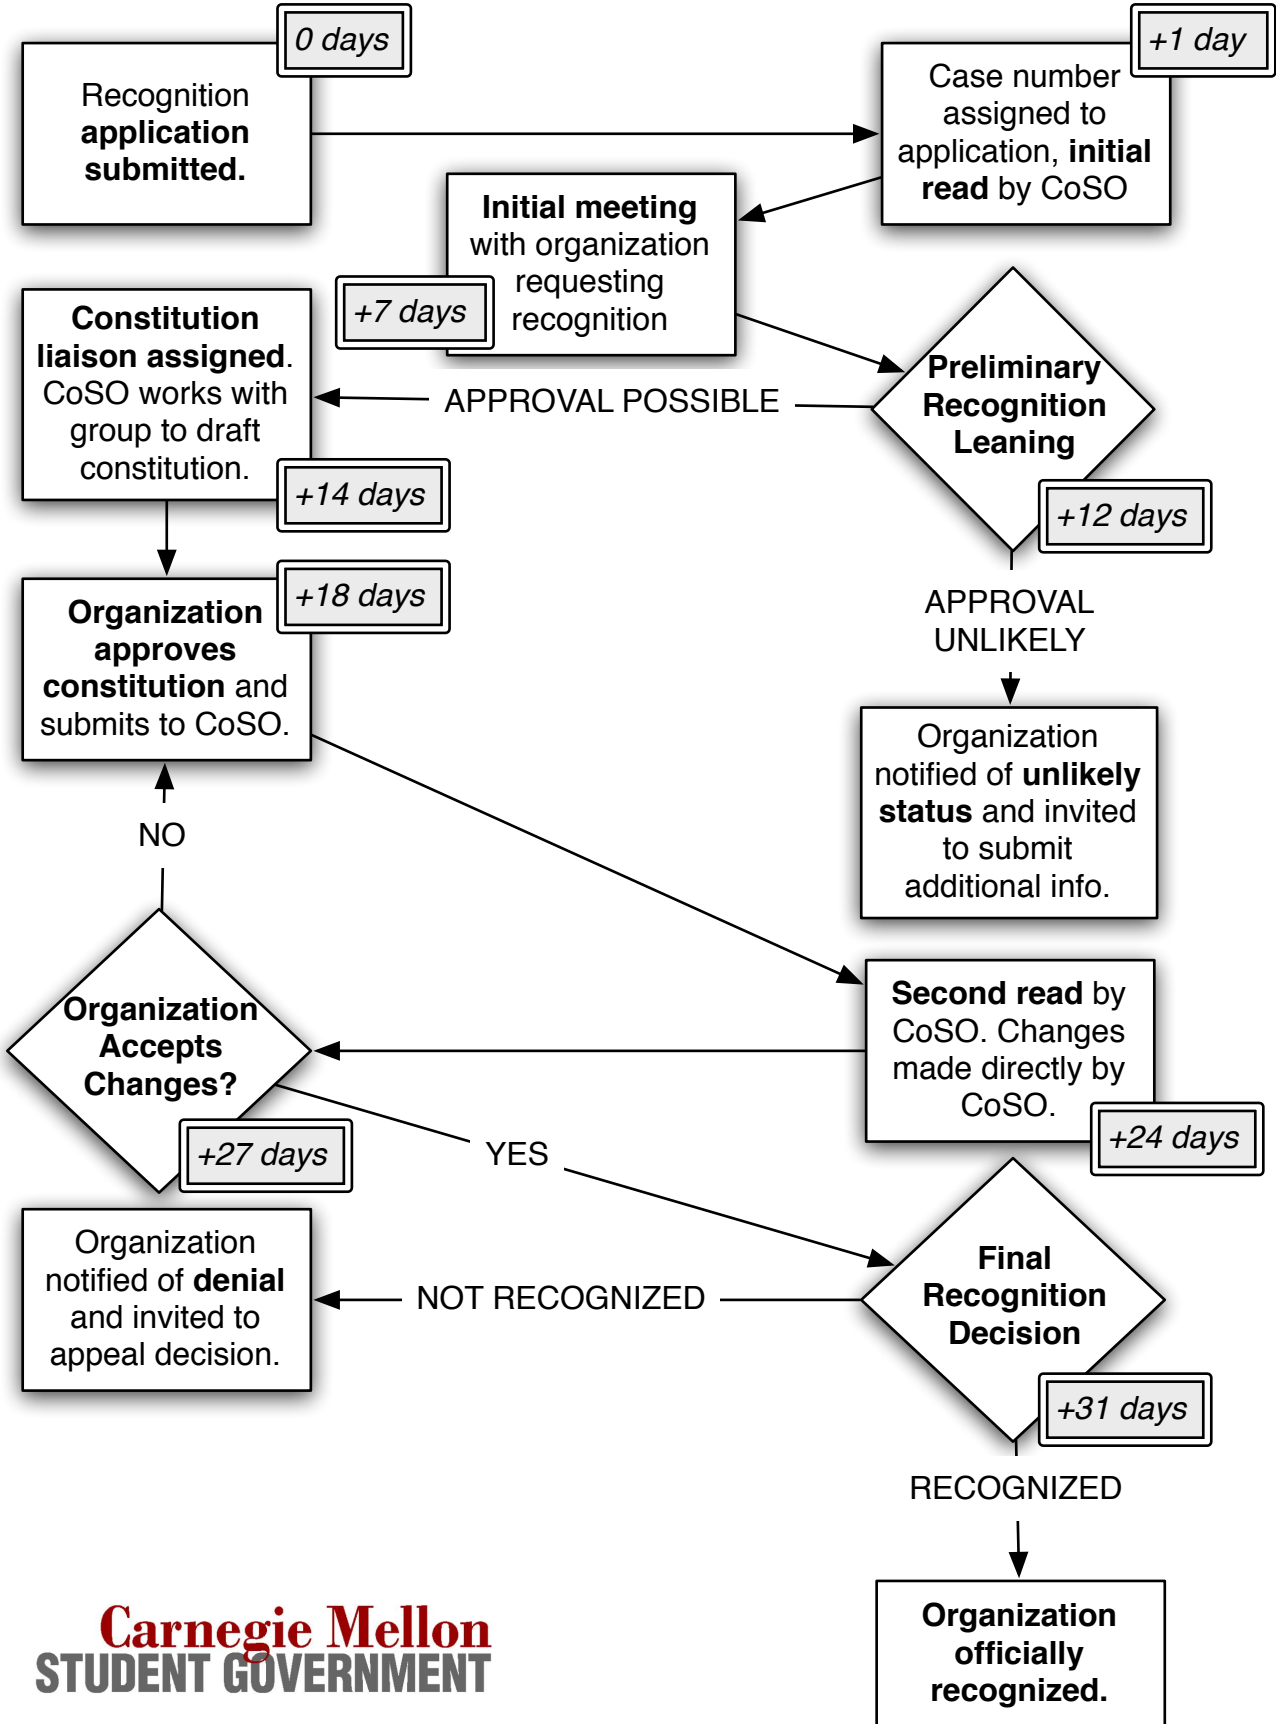 0 days
Recognition
application
submitted.
+1 day
Case number
assigned to
application, initial
read by CoSO
Initial meeting
with organization
requesting
recognition
+7 days
Preliminary
Recognition
Leaning
+12 days
APPROVAL POSSIBLE
Constitution
liaison assigned.
CoSO works with
group to draft
constitution.
+14 days
+18 days
Organization
approves
constitution and
submits to CoSO.
APPROVAL
UNLIKELY
Organization
notified of unlikely
status and invited
to submit
additional info.
NO
Organization
Accepts
Changes?
+27 days
Second read by
CoSO. Changes
made directly by
CoSO.
+24 days
YES
Final
Recognition
Decision
+31 days
NOT RECOGNIZED
Organization
notified of denial
and invited to
appeal decision.
RECOGNIZED
Organization
officially
recognized.
Carnegie Mellon
STUDENT GOVERNMENT